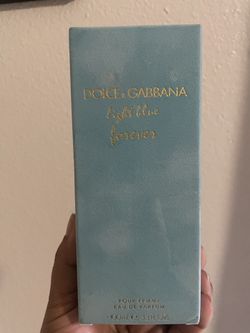 DOLCE & GABBANA
light blue
forever
POUR FEMME
EAU DE PARFUM